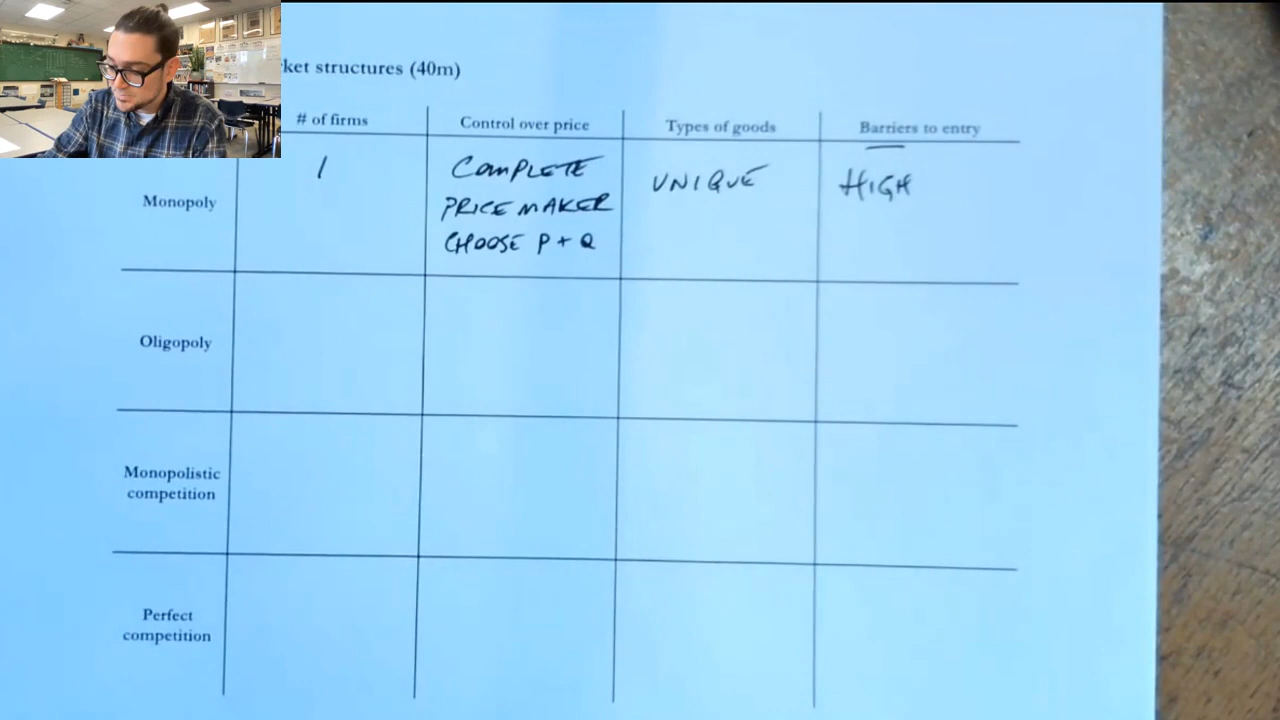 ket structures (40m)
# of firms Control over price Types of goods Barriers to entry
Monopoly 1 COMPLETE UNIQUE HIGH
PRICE MAKER
CHOOSE P + Q
Oligopoly
Monopolistic
competition
Perfect
competition